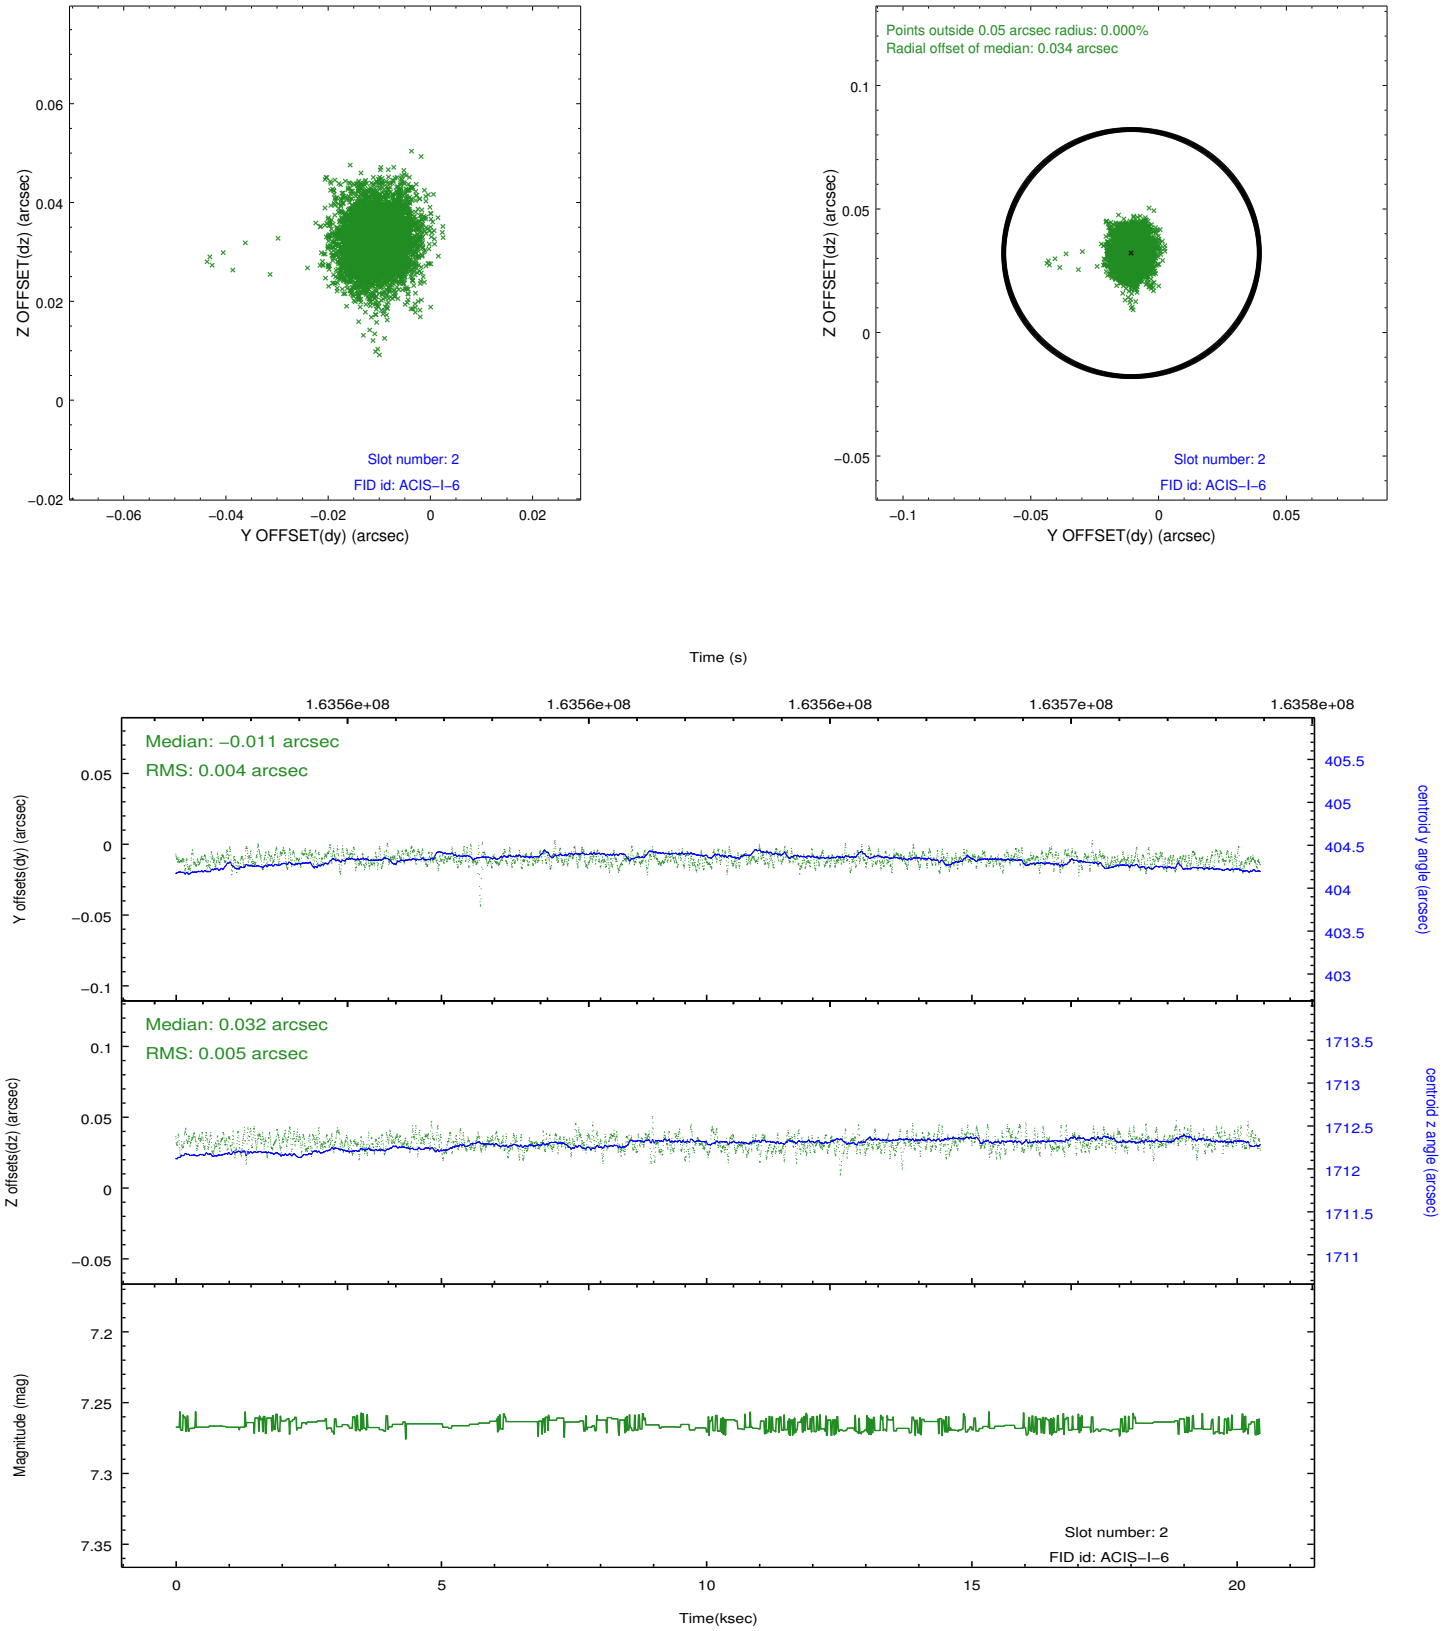 0.06
0.04
0.02
0
−0.02
Z OFFSET(dz) (arcsec)
Slot number: 2
FID id: ACIS−I−6
−0.06 −0.04 −0.02 0 0.02
Y OFFSET(dy) (arcsec)
Points outside 0.05 arcsec radius: 0.000%
Radial offset of median: 0.034 arcsec
0.1
0.05
0
−0.05
Z OFFSET(dz) (arcsec)
Slot number: 2
FID id: ACIS−I−6
−0.1 −0.05 0 0.05
Y OFFSET(dy) (arcsec)
Time (s)
1.6356e+08 1.6356e+08 1.6356e+08 1.6357e+08 1.6358e+08
Median: −0.011 arcsec
RMS: 0.004 arcsec
0.05
0
−0.05
−0.1
Y offsets(dy) (arcsec)
405.5
405
404.5
404
403.5
403
centroid y angle (arcsec)
Median: 0.032 arcsec
RMS: 0.005 arcsec
0.1
0.05
0
−0.05
Z offsets(dz) (arcsec)
1713.5
1713
1712.5
1712
1711.5
1711
centroid z angle (arcsec)
7.2
7.25
7.3
7.35
Magnitude (mag)
Slot number: 2
FID id: ACIS−I−6
0 5 10 15 20
Time(ksec)